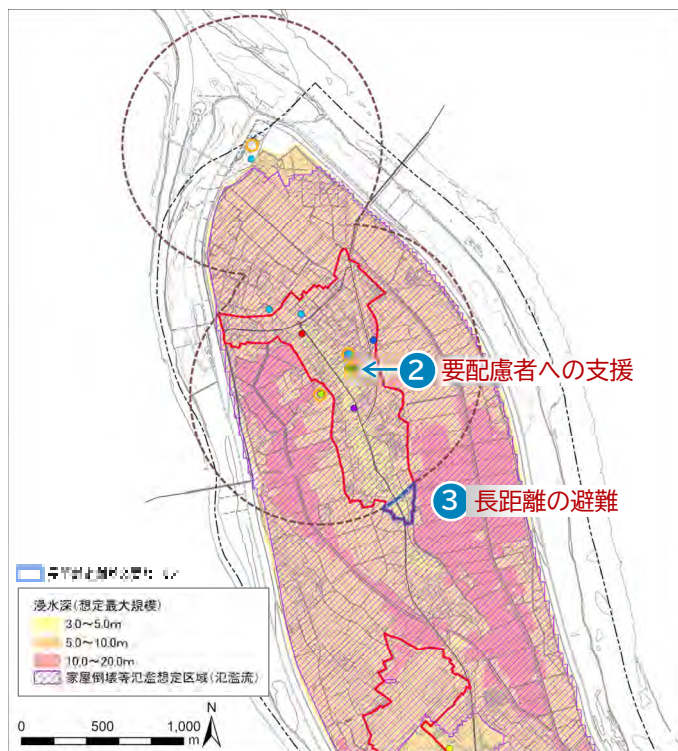 2 要配慮者への支援
3 長距離の避難
浸水深(想定最大規模)
3.0~5.0m
5.0~10.0m
10.0~20.0m
家屋倒壊等氾濫想定区域(氾濫流)
0 500 1,000
m
N